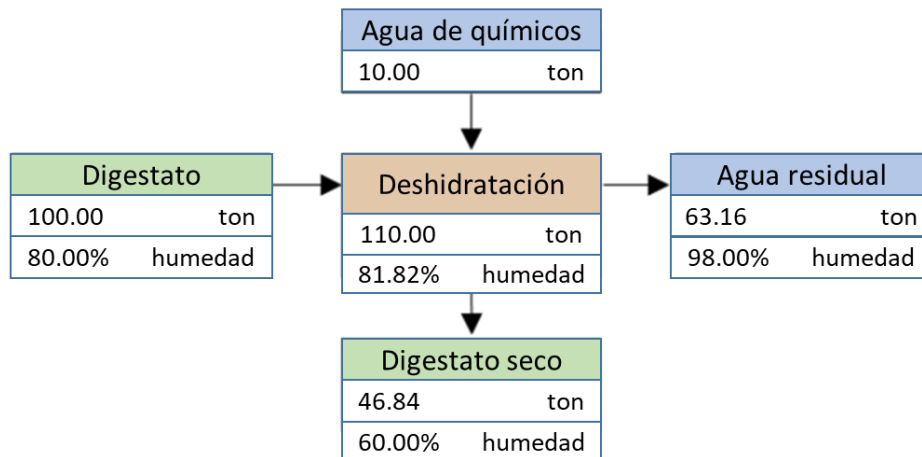 Agua de químicos
10.00 ton
Digestato
100.00 ton
80.00% humedad
Deshidratación
110.00 ton
81.82% humedad
Agua residual
63.16 ton
98.00% humedad
Digestato seco
46.84 ton
60.00% humedad